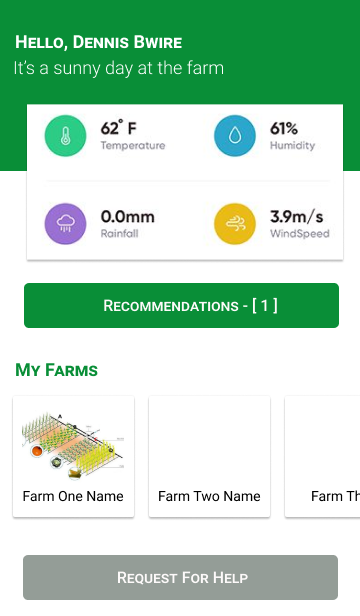 Hello, Dennis Bwire
It's a sunny day at the farm
62° F
Temperature
61%
Humidity
0.0mm
Rainfall
3.9m/s
WindSpeed
Recommendations - [ 1 ]
My Farms
A
Farm One Name
Farm Two Name
Farm Th
Request For Help